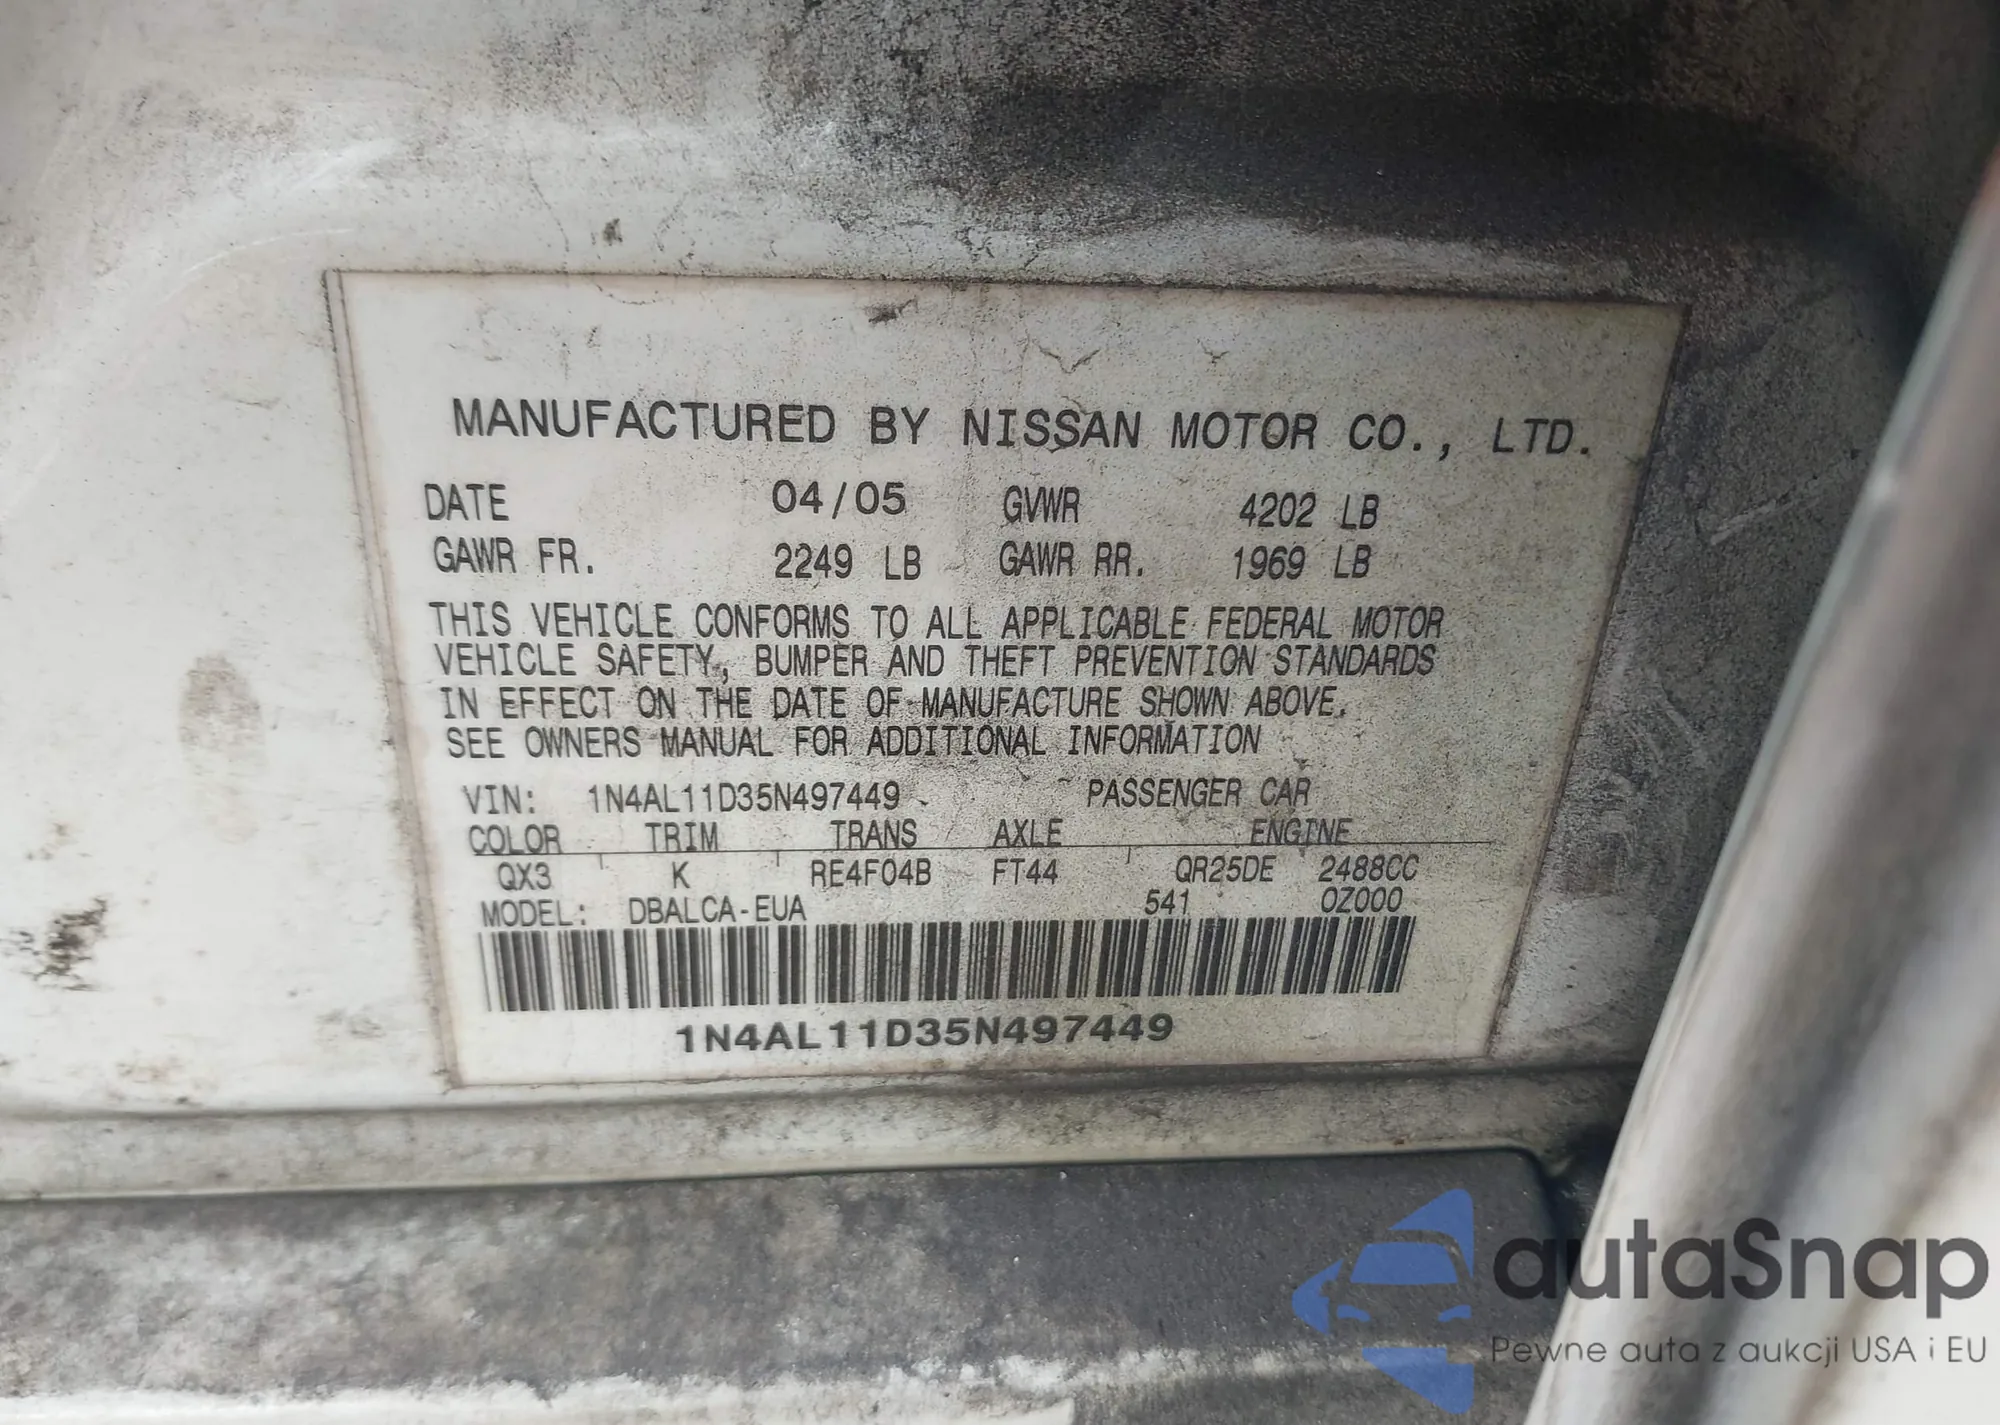 MANUFACTURED BY NISSAN MOTOR CO., LTD.
DATE 04/05 GVWR 4202 LB
GAWR FR. 2249 LB GAWR RR. 1969 LB
THIS VEHICLE CONFORMS TO ALL APPLICABLE FEDERAL MOTOR
VEHICLE SAFETY, BUMPER AND THEFT PREVENTION STANDARDS
IN EFFECT ON THE DATE OF MANUFACTURE SHOWN ABOVE.
SEE OWNERS MANUAL FOR ADDITIONAL INFORMATION
VIN: 1N4AL11D35N497449 PASSENGER CAR
COLOR TRIM TRANS AXLE ENGINE
QX3 K RE4F04B FT44 QR25DE 2488CC
MODEL: DBALCA-EUA 541 0Z000
1N4AL11D35N497449
autaSnap
Pewne auta z aukcji USA i EU